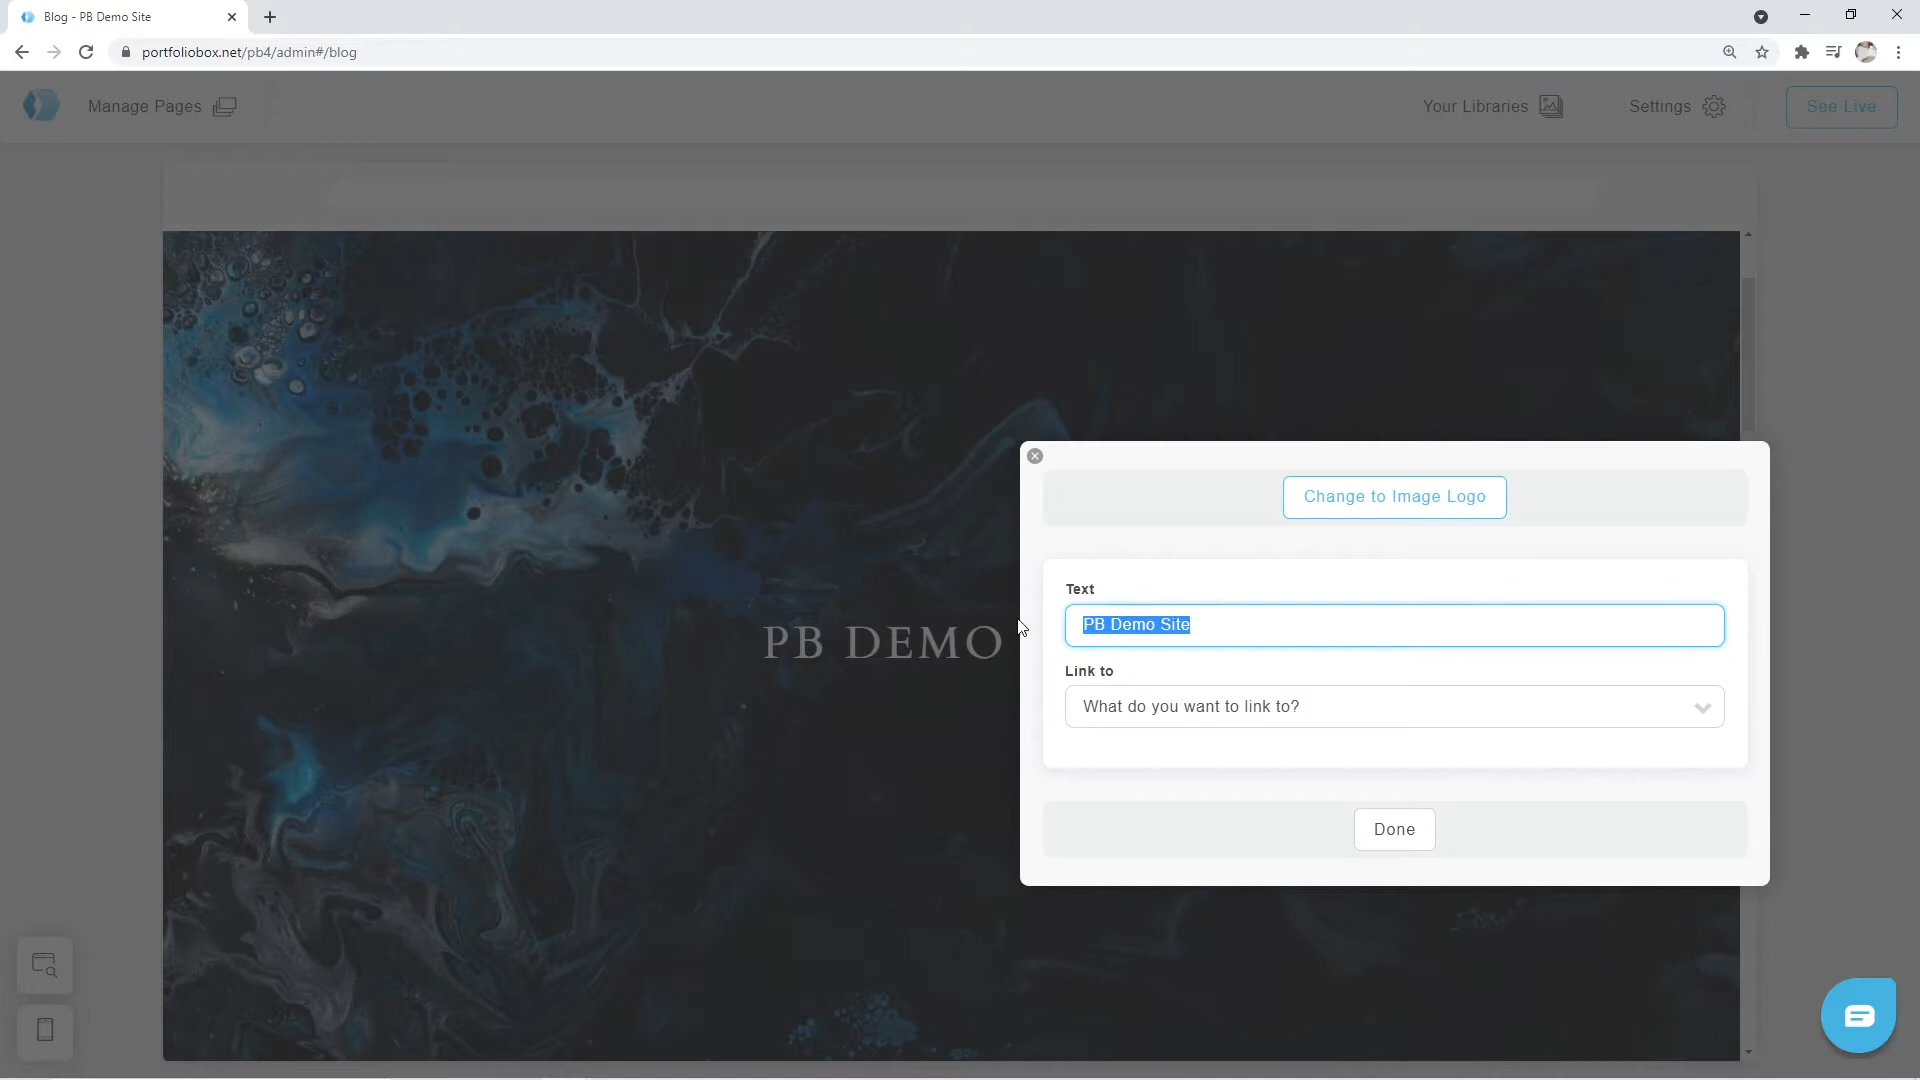 Blog - PB Demo Site
portfoliobox.net/pb4/admin#/blog
Manage Pages
Your Libraries
Settings
See Live
Change to Image Logo
Text
PB Demo Site
PB DEMO
Link to
What do you want to link to?
Done